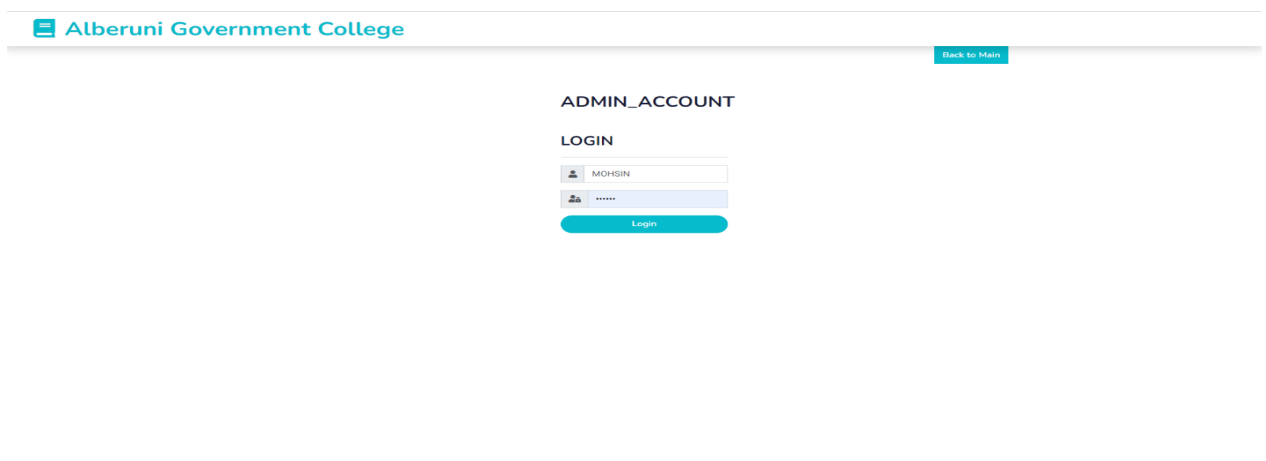 Alberuni Government College
Back to Main
ADMIN_ACCOUNT
LOGIN
MOHSIN
••••••
Login